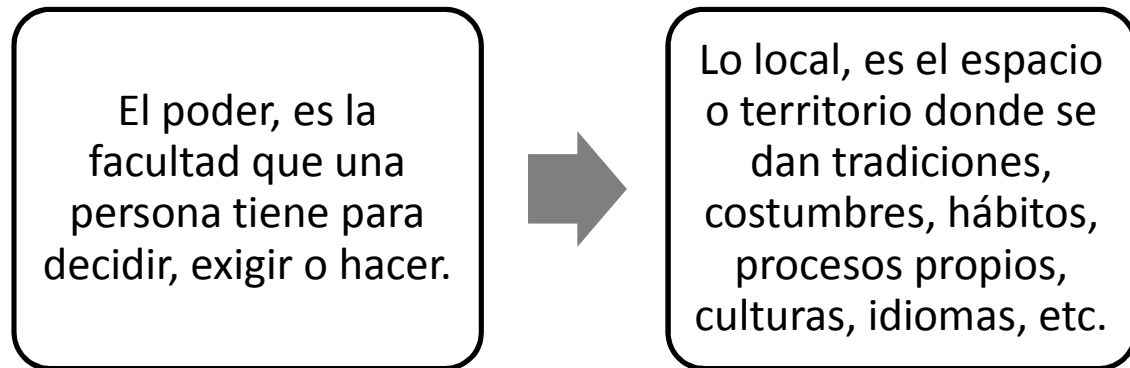 El poder, es la
facultad que una
persona tiene para
decidir, exigir o hacer.
Lo local, es el espacio
o territorio donde se
dan tradiciones,
costumbres, hábitos,
procesos propios,
culturas, idiomas, etc.